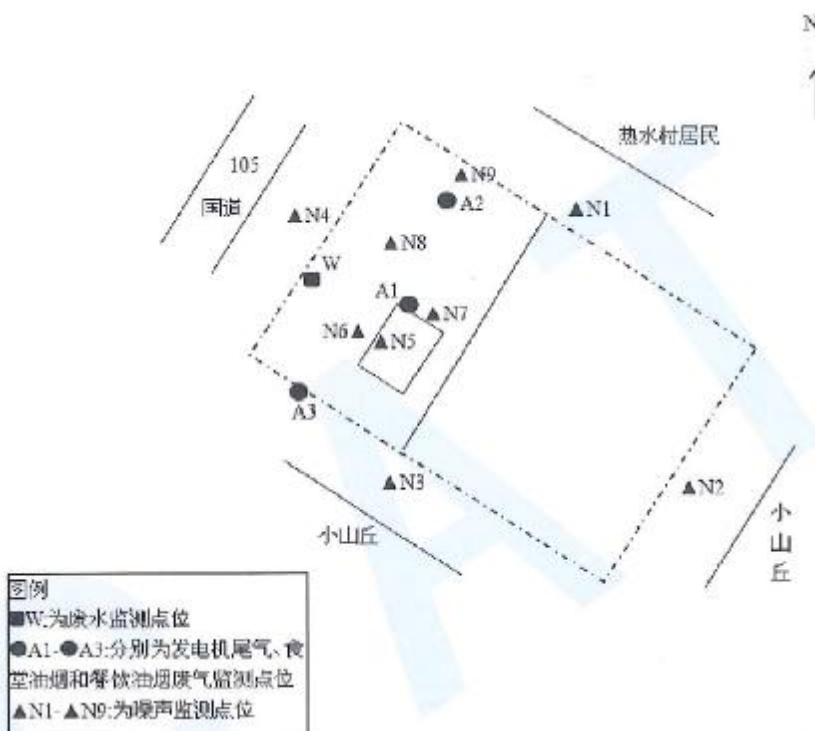 N
热水村居民
105
国道
N9
A2
N1
N4
N8
W
A1
N7
N6
N5
A3
N3
N2
小山丘
小
山
丘
图例
■W:为废水监测点位
●A1-●A3:分别为发电机尾气、食
堂油烟和餐饮油烟废气监测点位
▲N1-▲N9:为噪声监测点位